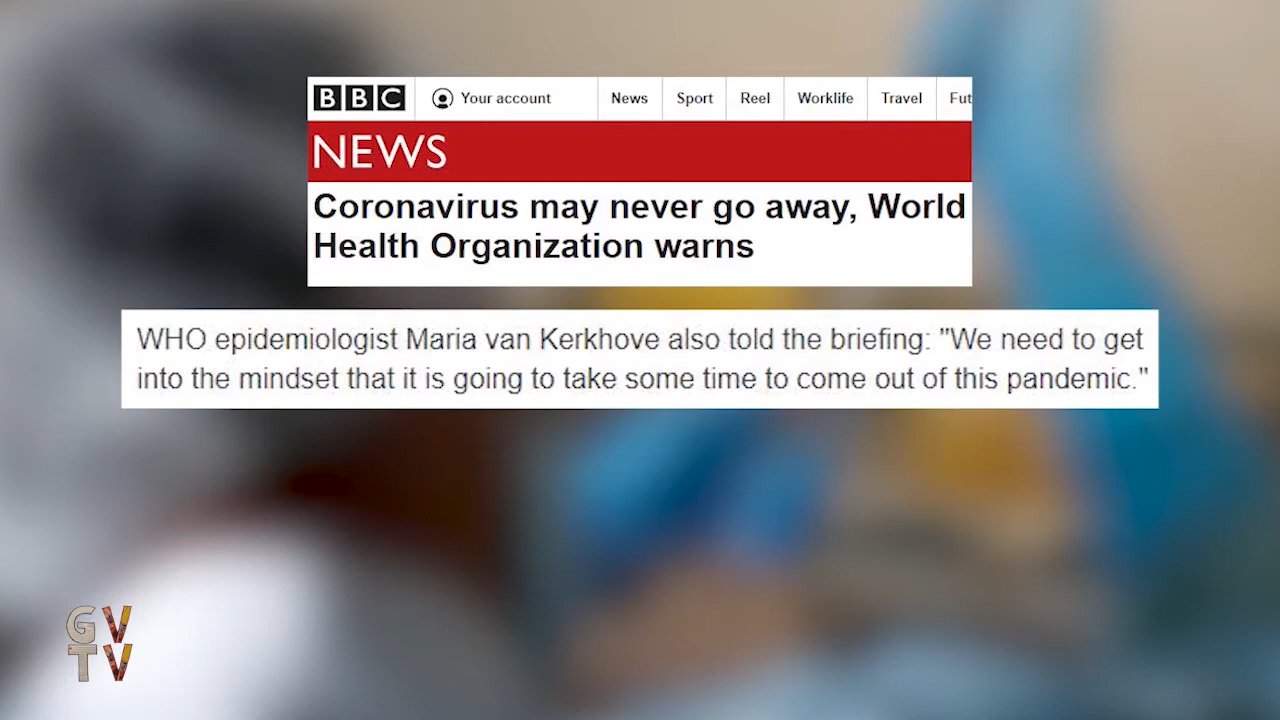 BBC Your account News Sport Reel Worklife Travel Fut
NEWS
Coronavirus may never go away, World
Health Organization warns
WHO epidemiologist Maria van Kerkhove also told the briefing: "We need to get
into the mindset that it is going to take some time to come out of this pandemic."
GV
TV